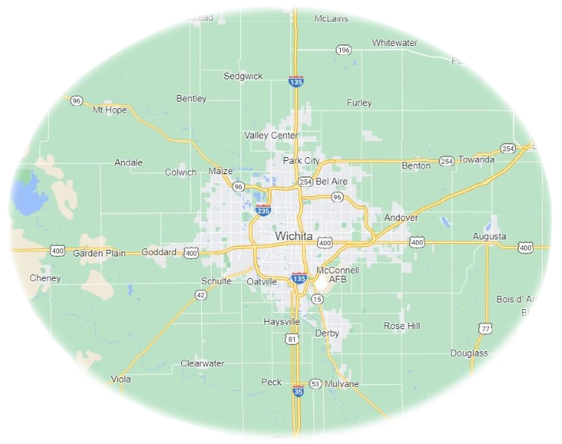 McLains
196
Whitewater
Sedgwick
135
96
Bentley
Furley
Mt Hope
Valley Center
254
Andale
Park City
254
Towanda
Benton
Colwich
Maize
254
Bel Aire
96
96
235
Andover
Wichita
Augusta
400
400
400
400
400
Garden Plain
Goddard
McConnell
AFB
Cheney
Schulte
Oatville
135
42
15
Bois d' Ar
Haysville
Rose Hill
Derby
77
81
Douglass
Clearwater
Viola
Peck
53
Mulvane
35